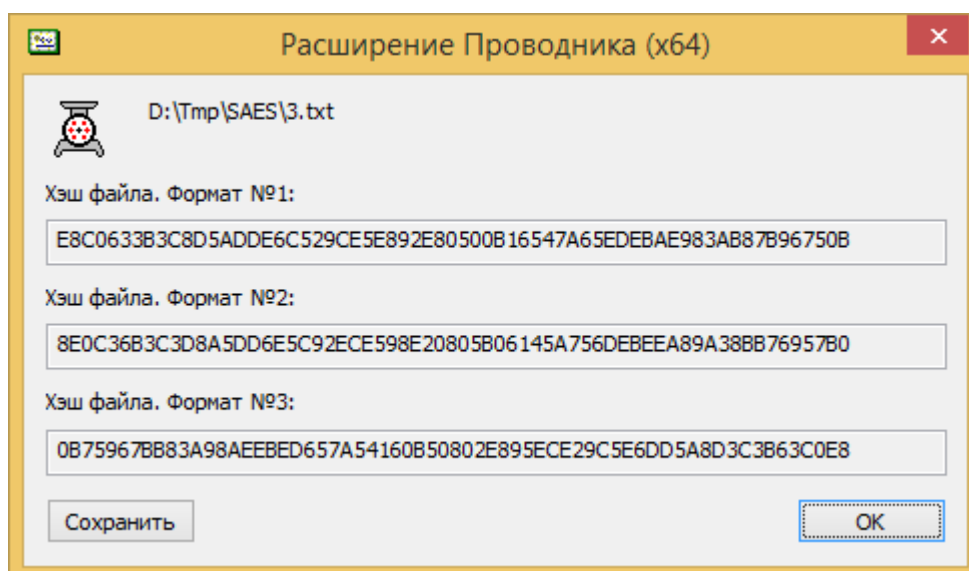 Расширение Проводника (x64)
D:\Tmp\SAES\3.txt
Хэш файла. Формат №1:
E8C0633B3C8D5ADDE6C529CE5E892E80500B16547A65EDEBAE983AB87B96750B
Хэш файла. Формат №2:
8E0C36B3C3D8A5DD6E5C92ECE598E20805B06145A756DEBEEA89A38BB76957B0
Хэш файла. Формат №3:
0B75967BB83A98AEEBED657A54160B50802E895ECE29C5E6DD5A8D3C3B63C0E8
Сохранить
OK